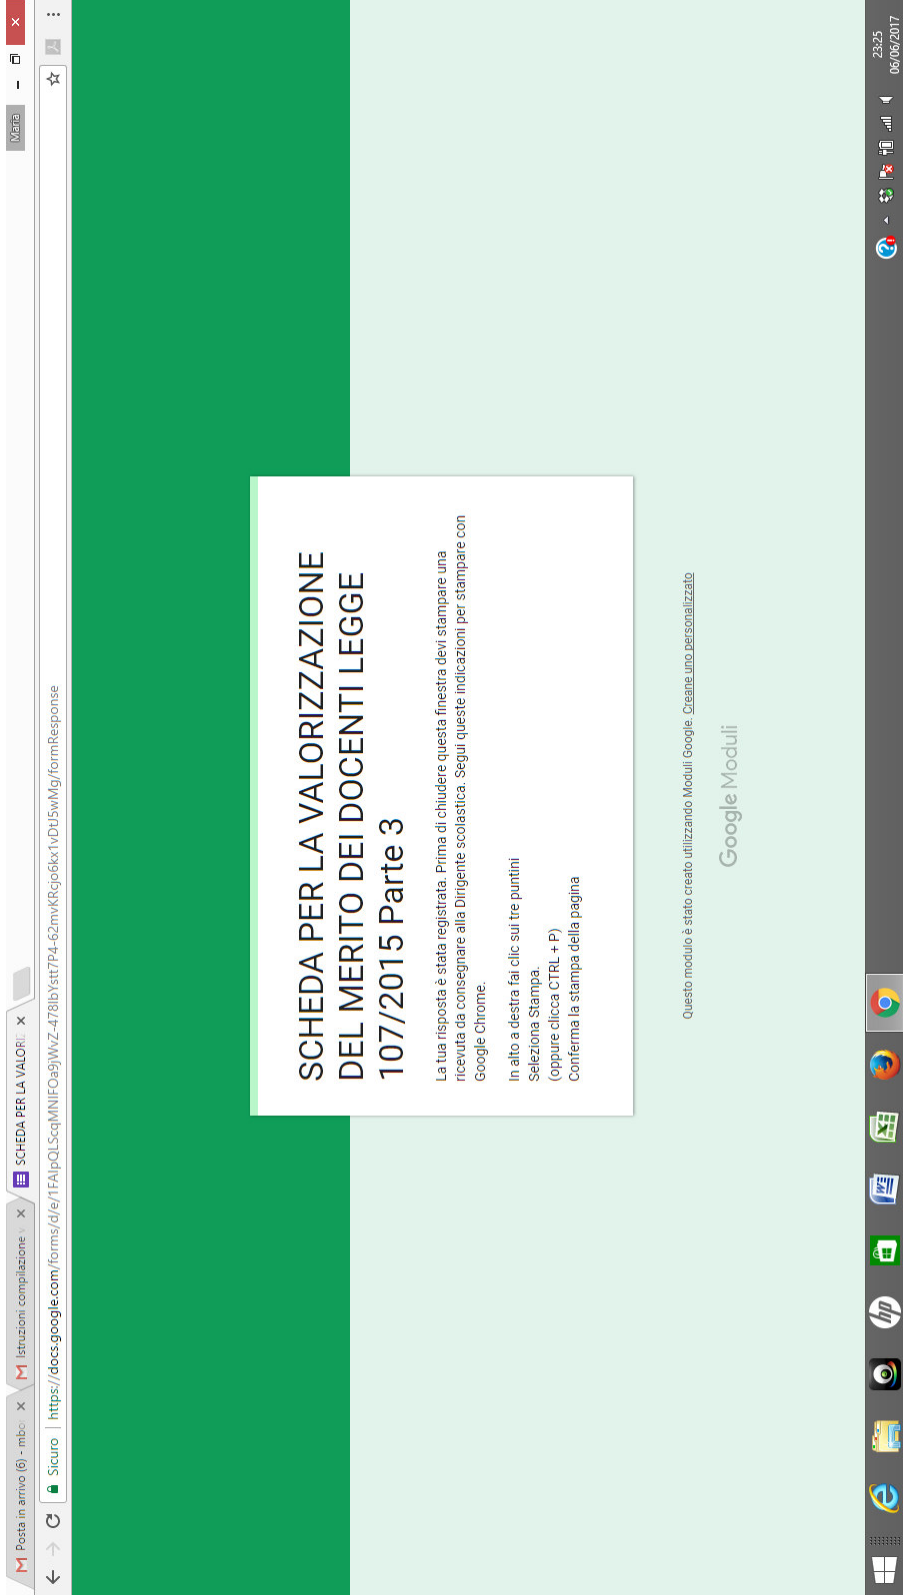 Posta in arrivo (6) - mbo
Istruzioni compilazione v
SCHEDA PER LA VALORI
Maria
Sicuro
https://docs.google.com/forms/d/e/1FAIpQLScqMNIFOa9jWvZ-478IbYstt7P4-62mvKRcjo6kx1vDtJ5wMg/formResponse
SCHEDA PER LA VALORIZZAZIONE
DEL MERITO DEI DOCENTI LEGGE
107/2015 Parte 3
La tua risposta è stata registrata. Prima di chiudere questa finestra devi stampare una
ricevuta da consegnare alla Dirigente scolastica. Segui queste indicazioni per stampare con
Google Chrome.
In alto a destra fai clic sui tre puntini
Seleziona Stampa.
(oppure clicca CTRL + P)
Conferma la stampa della pagina
Questo modulo è stato creato utilizzando Moduli Google. Creane uno personalizzato
Google Moduli
hp
23:25
06/06/2017